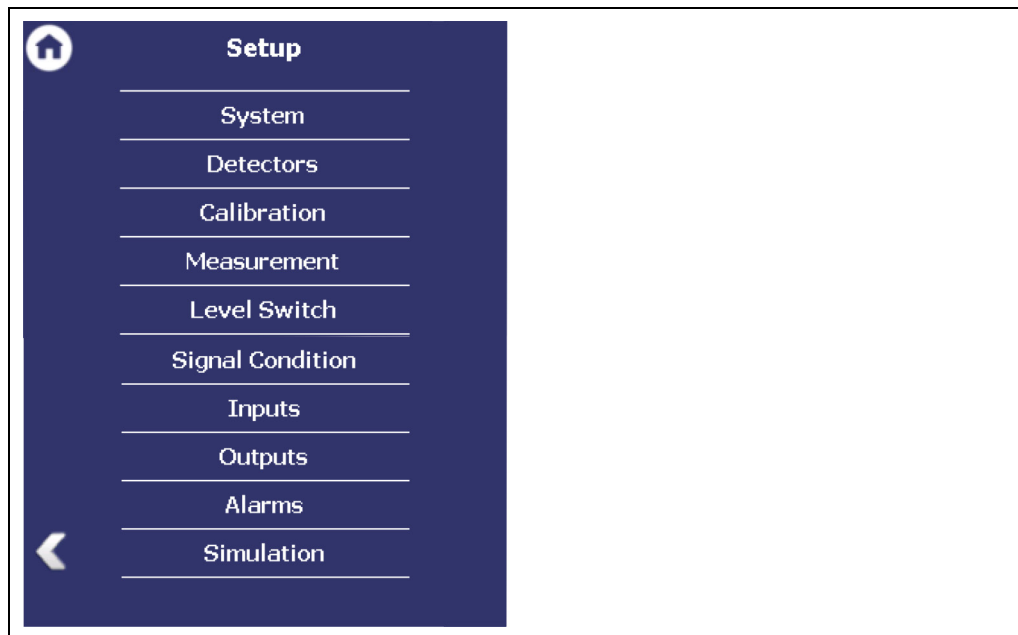 Setup
System
Detectors
Calibration
Measurement
Level Switch
Signal Condition
Inputs
Outputs
Alarms
Simulation